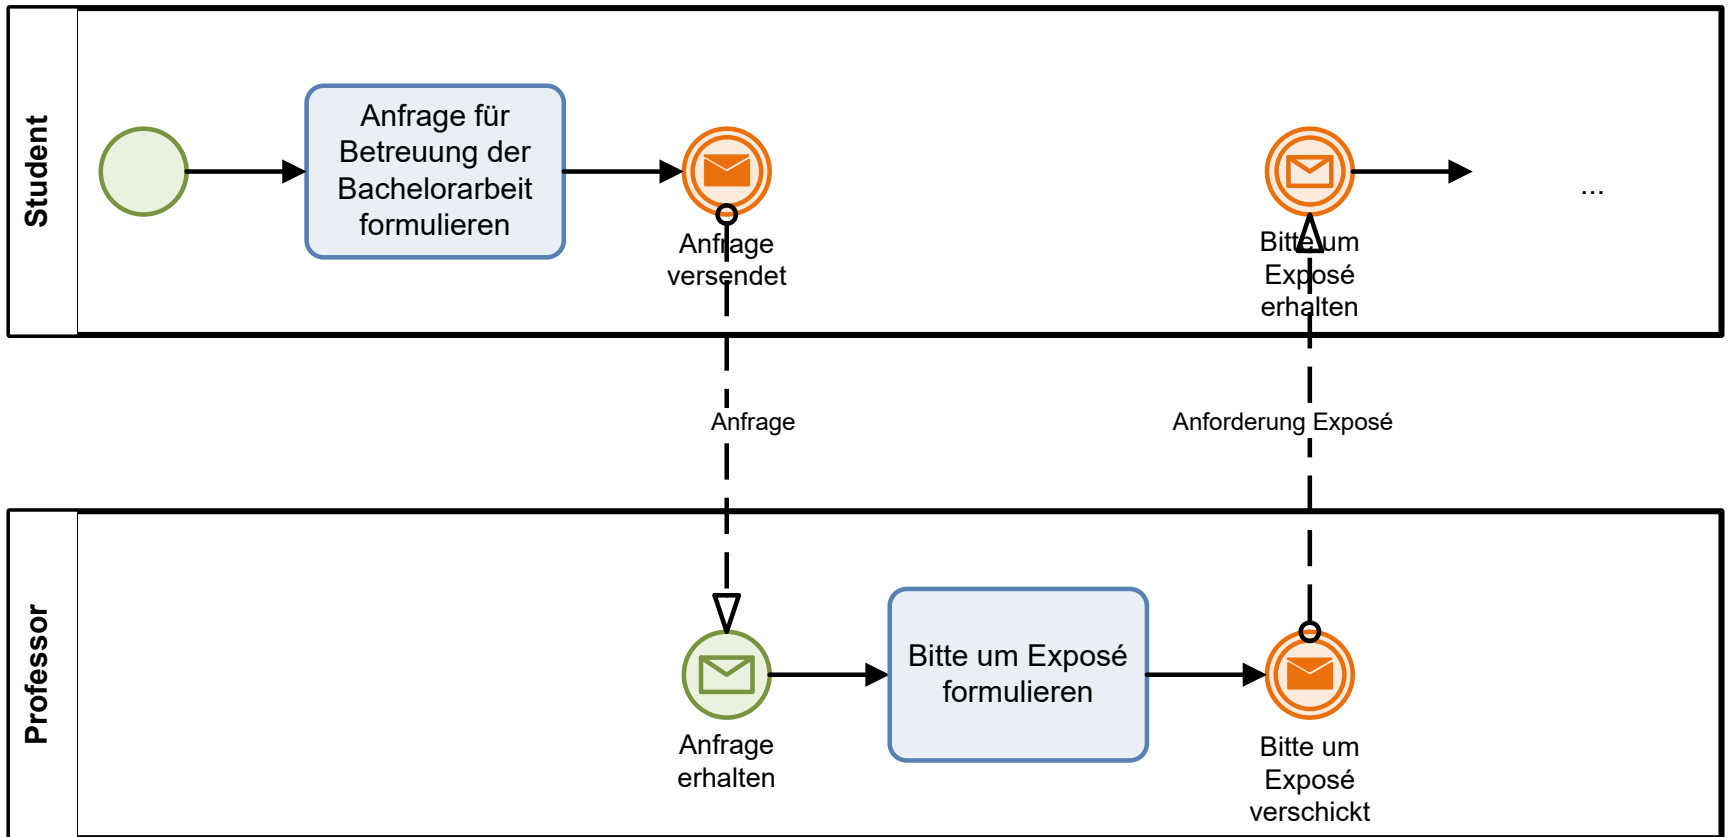 Student
Anfrage für
Betreuung der
Bachelorarbeit
formulieren
Anfrage
versendet
Bitte um
Exposé
erhalten
...
Anfrage
Anforderung Exposé
Professor
Anfrage
erhalten
Bitte um Exposé
formulieren
Bitte um
Exposé
verschickt